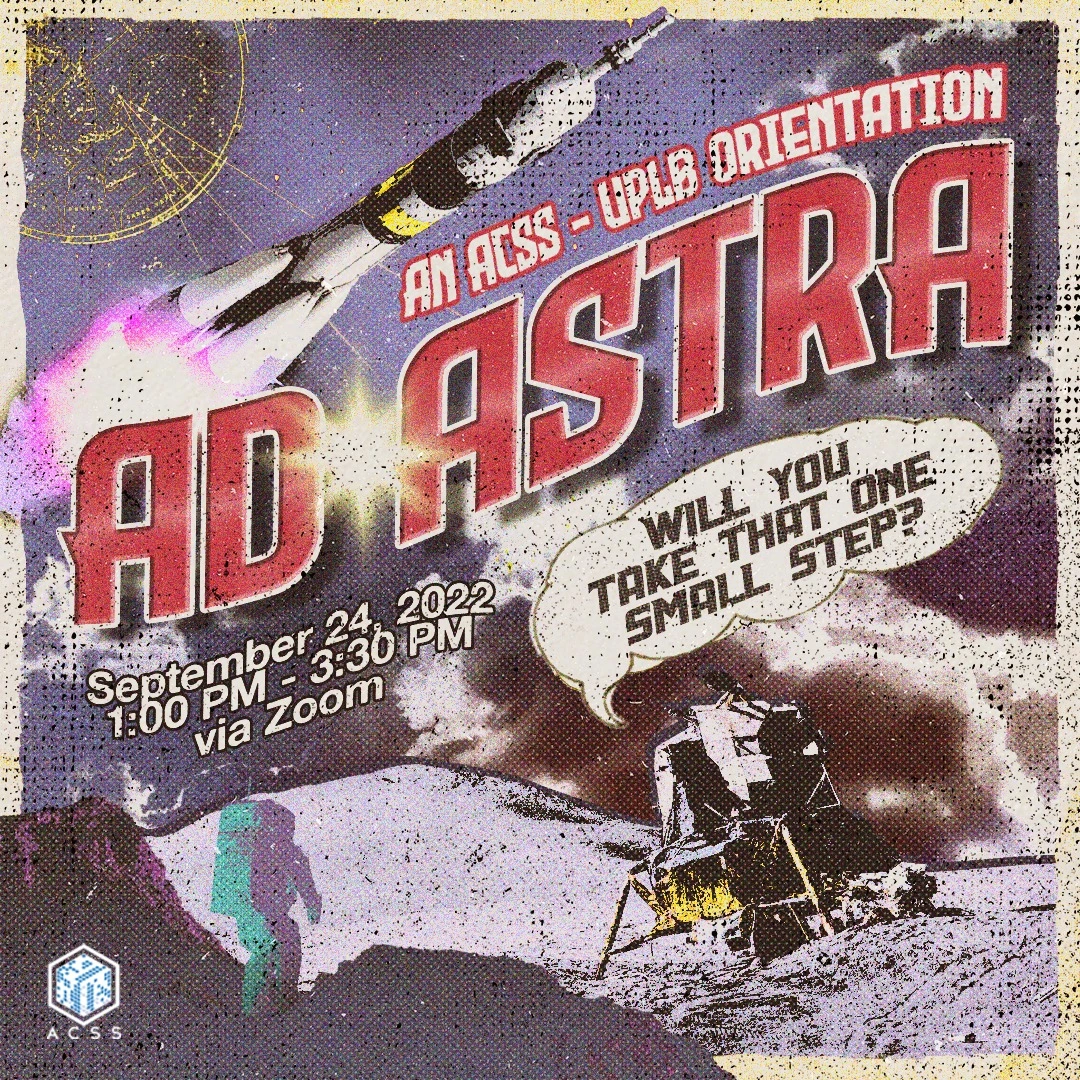 AN ACSS - UPLB ORIENTATION
AD ASTRA
WILL YOU
TAKE THAT ONE
SMALL STEP?
September 24, 2022
1:00 PM - 3:30 PM
via Zoom
ACSS